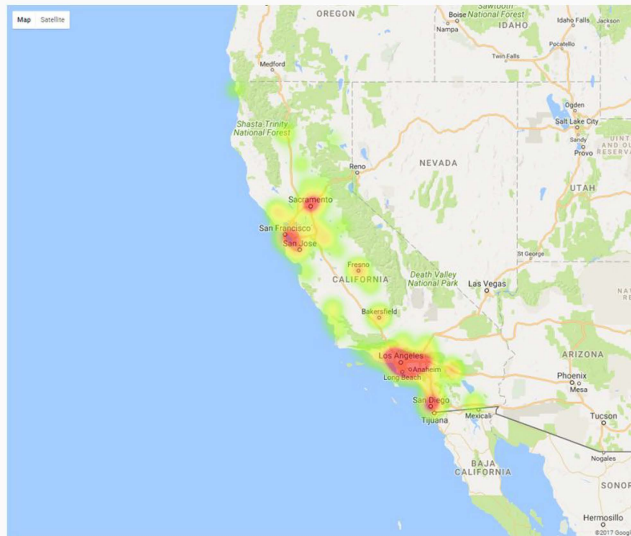 Map Satellite
OREGON
Boise
Sawtooth
National Forest
IDAHO
Nampa
Idaho Falls
Jackson
Pocatello
Twin Falls
Medford
Ogden
Salt Lake City
Sandy
Provo
Shasta-Trinity
National Forest
Reno
NEVADA
UTAH
Sacramento
San Francisco
San Jose
St George
Fresno
CALIFORNIA
Death Valley
National Park
Las Vegas
Bakersfield
Los Angeles
Anaheim
Long Beach
ARIZONA
Phoenix
Mesa
San Diego
Tijuana
Mexicali
Tucson
Nogales
BAJA
CALIFORNIA
SONOR
Hermosillo
©2017 Googl